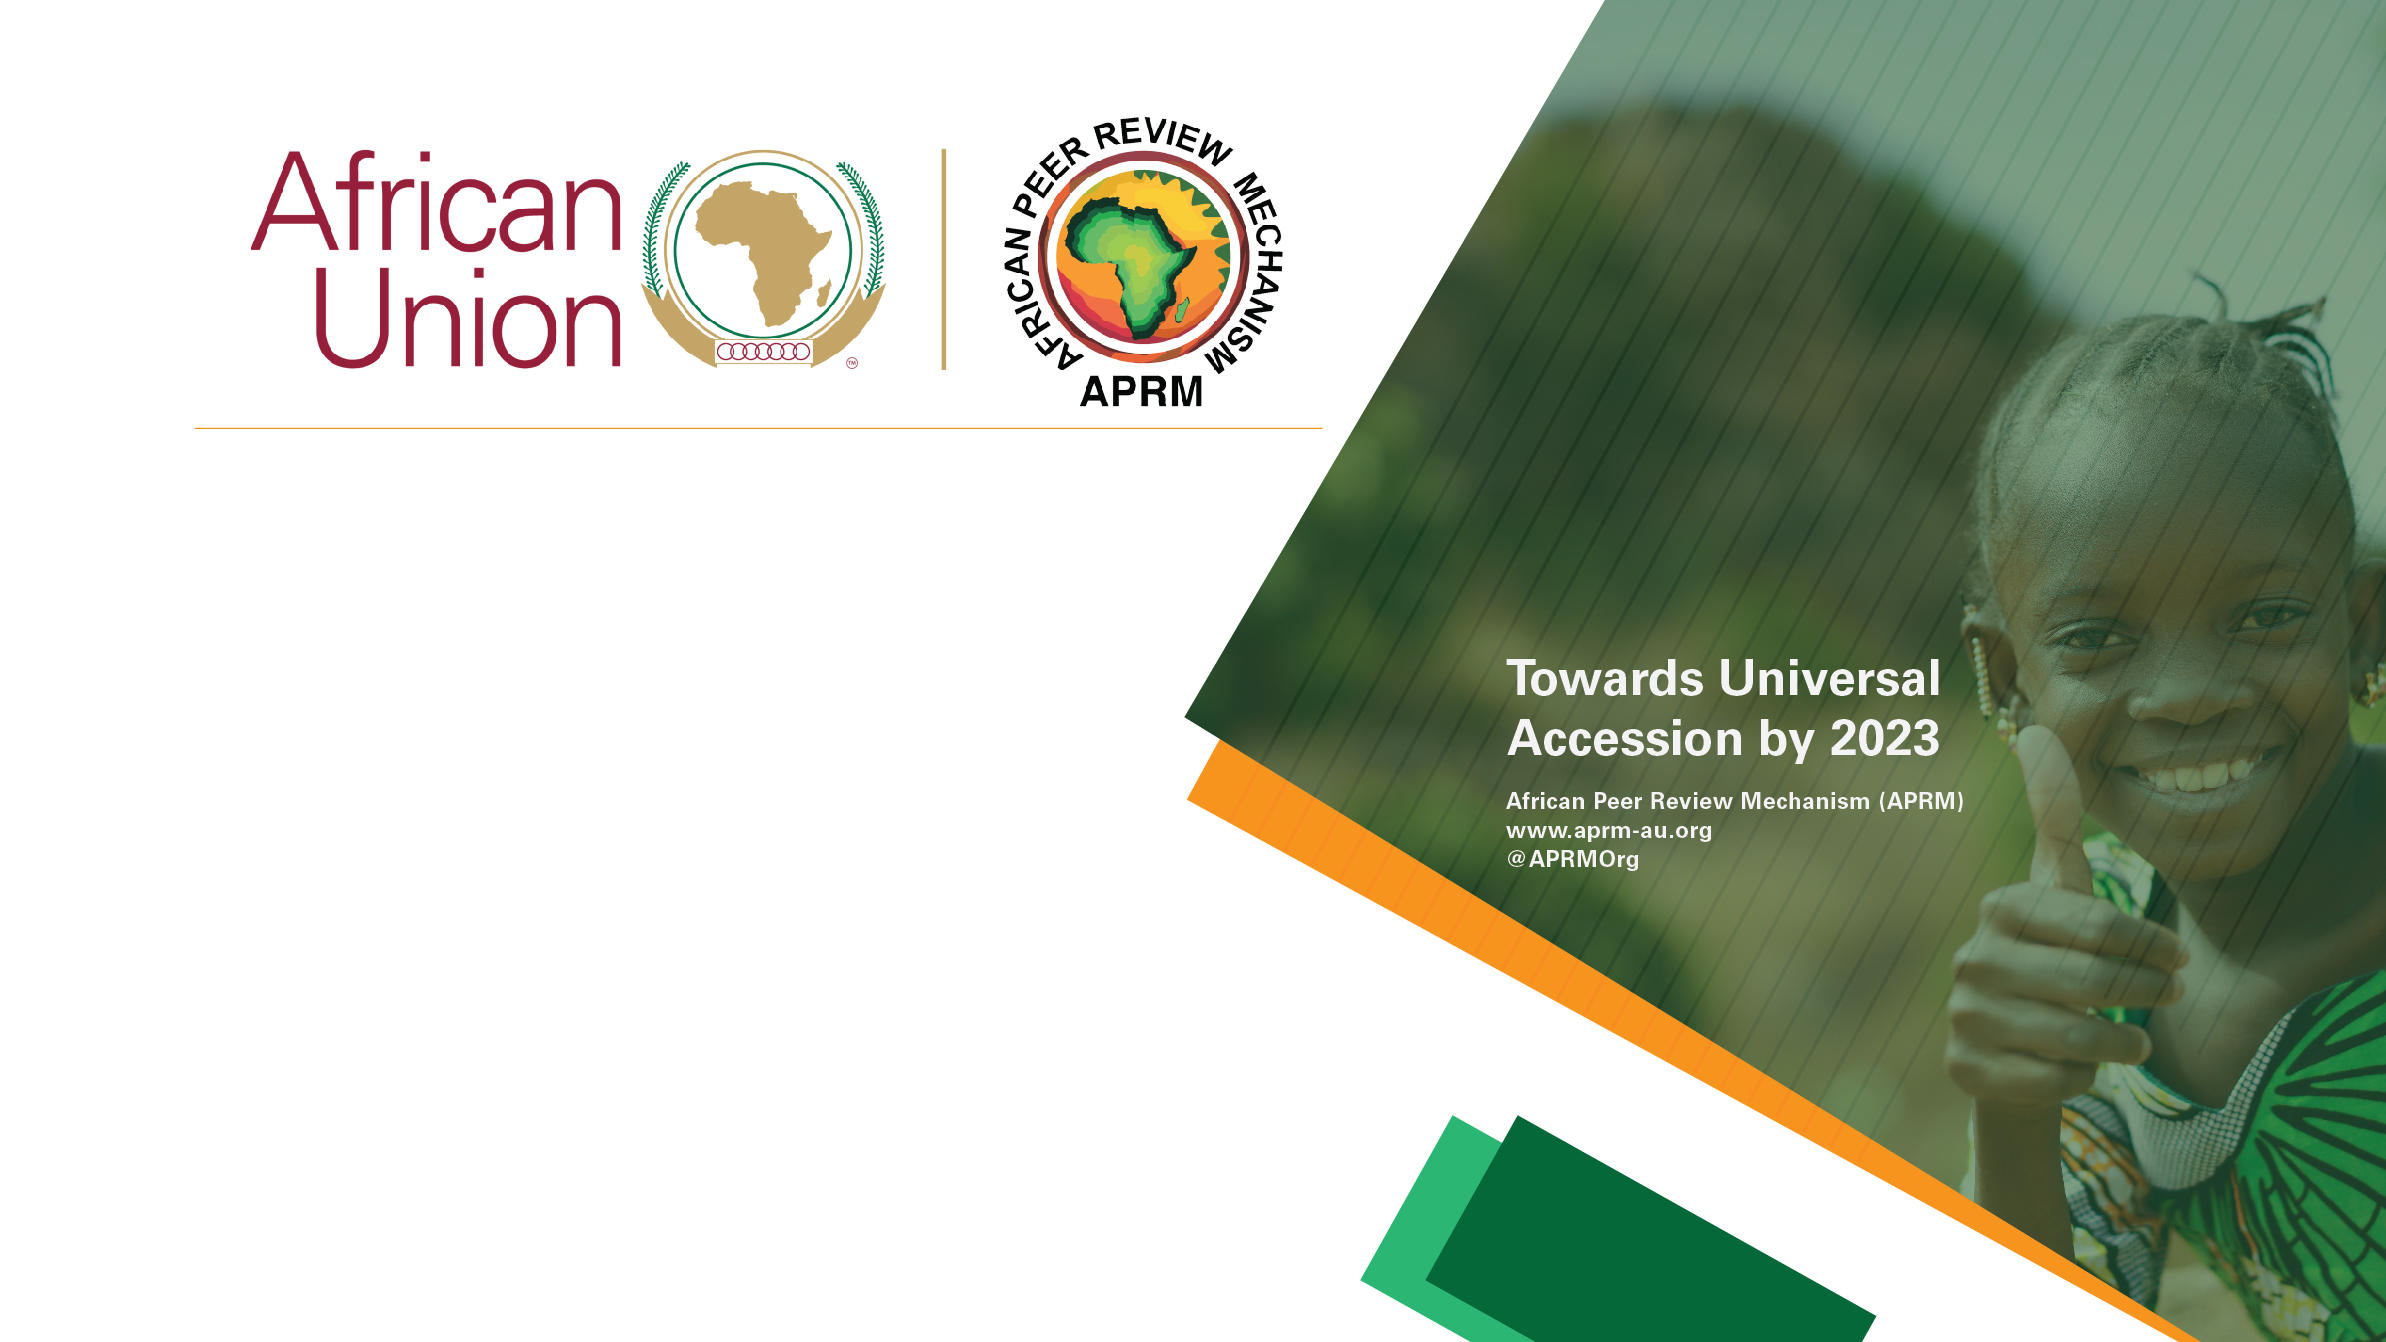 African
Union
TM
AFRICAN PEER REVIEW MECHANISM
APRM
Towards Universal
Accession by 2023
African Peer Review Mechanism (APRM)
www.aprm-au.org
@APRMOrg